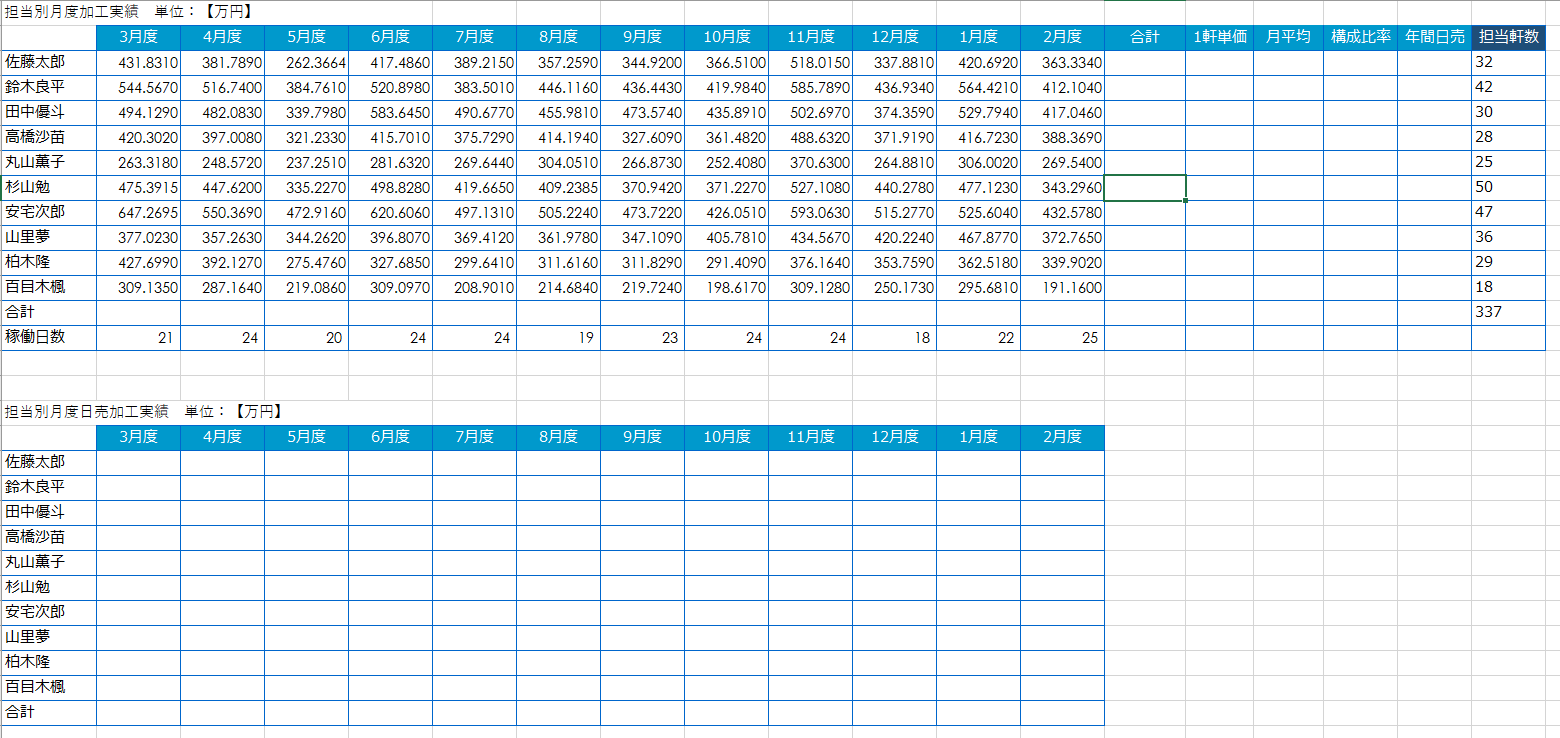 担当別月度加工実績　単位：【万円】
3月度 4月度 5月度 6月度 7月度 8月度 9月度 10月度 11月度 12月度 1月度 2月度 合計 1軒単価 月平均 構成比率 年間日売 担当軒数
佐藤太郎 431.8310 381.7890 262.3664 417.4860 389.2150 357.2590 344.9200 366.5100 518.0150 337.8810 420.6920 363.3340 32
鈴木良平 544.5670 516.7400 384.7610 520.8980 383.5010 446.1160 436.4430 419.9840 585.7890 436.9340 564.4210 412.1040 42
田中優斗 494.1290 482.0830 339.7980 583.6450 490.6770 455.9810 473.5740 435.8910 502.6970 374.3590 529.7940 417.0460 30
高橋沙苗 420.3020 397.0080 321.2330 415.7010 375.7290 414.1940 327.6090 361.4820 488.6320 371.9190 416.7230 388.3690 28
丸山薫子 263.3180 248.5720 237.2510 281.6320 269.6440 304.0510 266.8730 252.4080 370.6300 264.8810 306.0020 269.5400 25
杉山勉 475.3915 447.6200 335.2270 498.8280 419.6650 409.2385 370.9420 371.2270 527.1080 440.2780 477.1230 343.2960 50
安宅次郎 647.2695 550.3690 472.9160 620.6060 497.1310 505.2240 473.7220 426.0510 593.0630 515.2770 525.6040 432.5780 47
山里夢 377.0230 357.2630 344.2620 396.8070 369.4120 361.9780 347.1090 405.7810 434.5670 420.2240 467.8770 372.7650 36
柏木隆 427.6990 392.1270 275.4760 327.6850 299.6410 311.6160 311.8290 291.4090 376.1640 353.7590 362.5180 339.9020 29
百目木楓 309.1350 287.1640 219.0860 309.0970 208.9010 214.6840 219.7240 198.6170 309.1280 250.1730 295.6810 191.1600 18
合計 337
稼働日数 21 24 20 24 24 19 23 24 24 18 22 25
担当別月度日売加工実績　単位：【万円】
3月度 4月度 5月度 6月度 7月度 8月度 9月度 10月度 11月度 12月度 1月度 2月度
佐藤太郎
鈴木良平
田中優斗
高橋沙苗
丸山薫子
杉山勉
安宅次郎
山里夢
柏木隆
百目木楓
合計